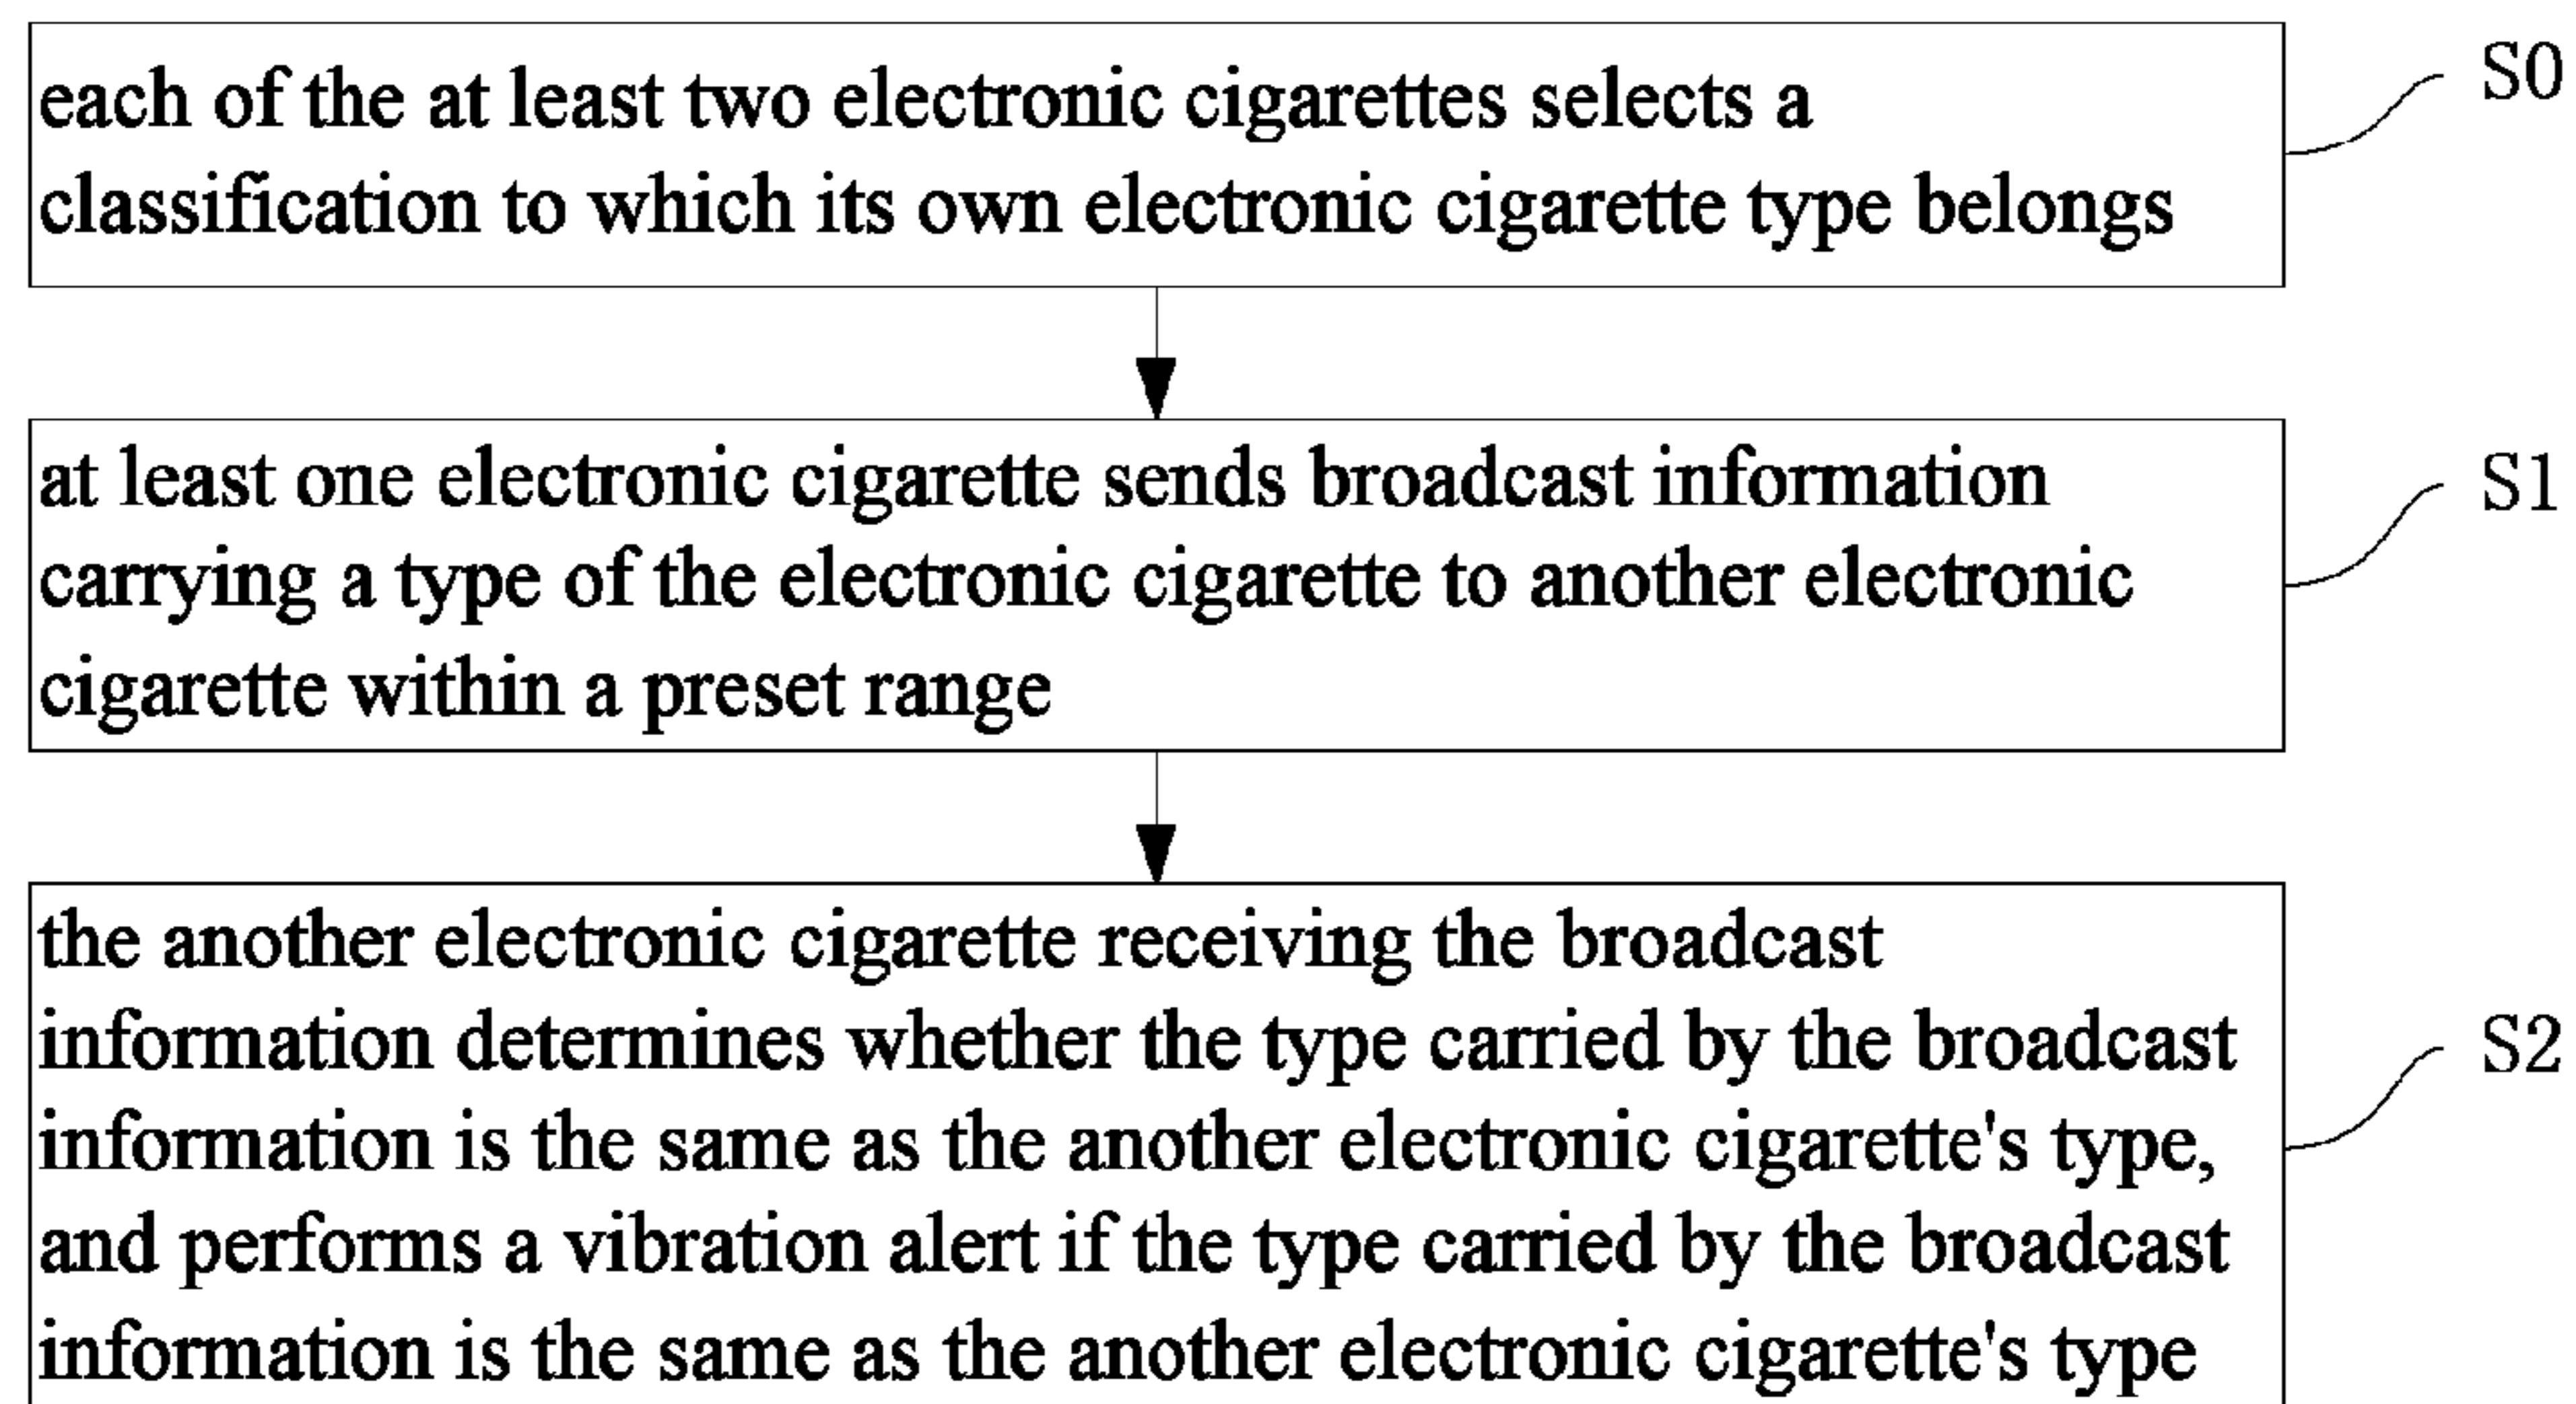 each of the at least two electronic cigarettes selects a
classification to which its own electronic cigarette type belongs
S0
at least one electronic cigarette sends broadcast information
carrying a type of the electronic cigarette to another electronic
cigarette within a preset range
S1
the another electronic cigarette receiving the broadcast
information determines whether the type carried by the broadcast
information is the same as the another electronic cigarette's type,
and performs a vibration alert if the type carried by the broadcast
information is the same as the another electronic cigarette's type
S2